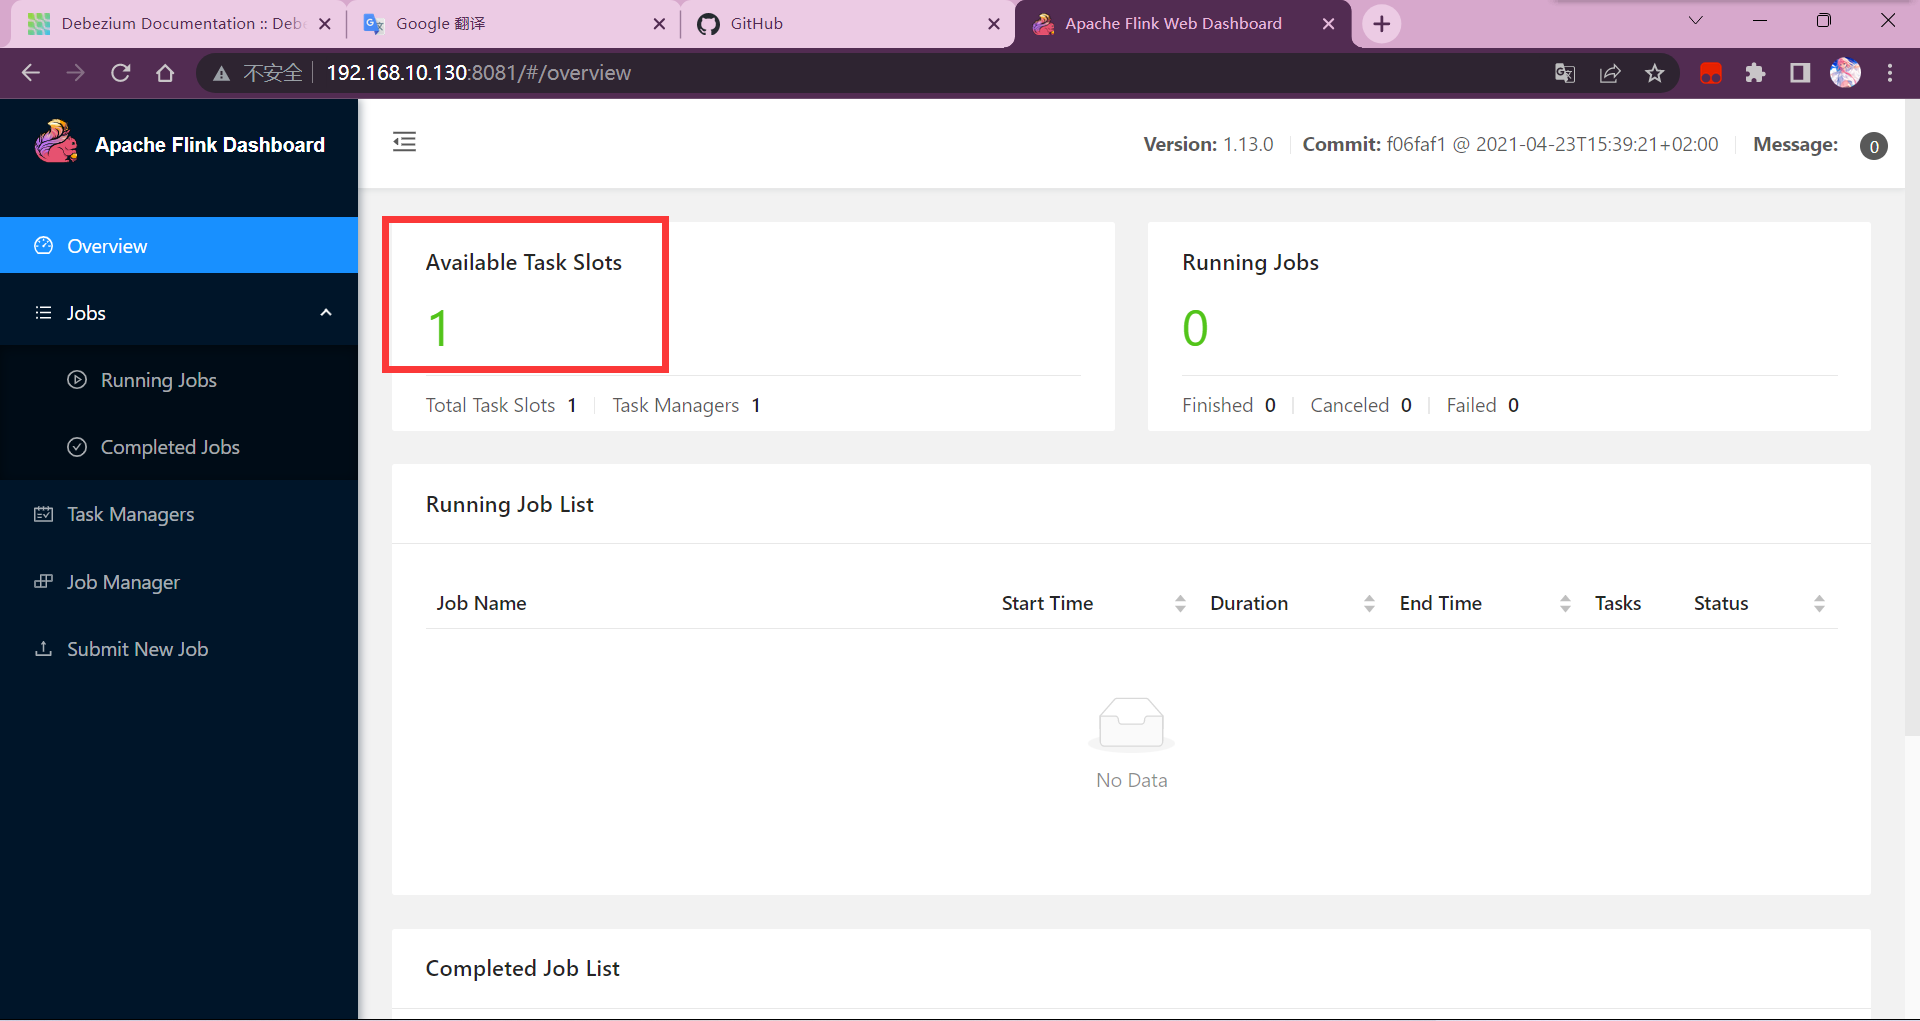 Debezium Documentation :: Deb
Google 翻译
GitHub
Apache Flink Web Dashboard
不安全
192.168.10.130:8081/#/overview
Apache Flink Dashboard
Version: 1.13.0
Commit: f06faf1 @ 2021-04-23T15:39:21+02:00
Message: 0
Overview
Jobs
Running Jobs
Completed Jobs
Task Managers
Job Manager
Submit New Job
Available Task Slots
1
Total Task Slots 1
Task Managers 1
Running Jobs
0
Finished 0
Canceled 0
Failed 0
Running Job List
Job Name
Start Time
Duration
End Time
Tasks
Status
No Data
Completed Job List